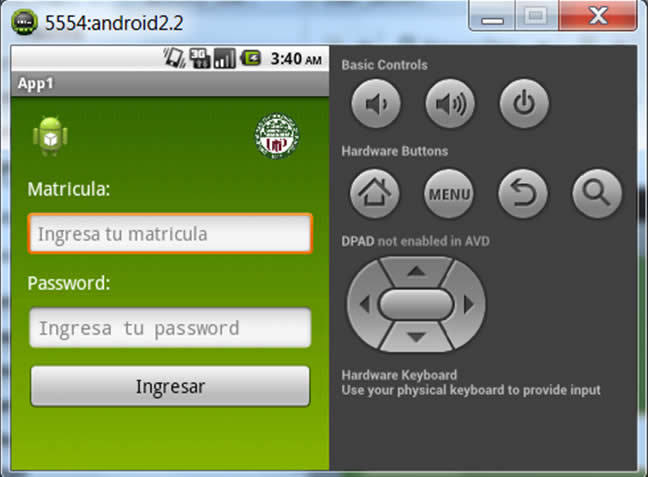 5554:android2.2
3G
3:40 AM
App1
Matricula:
Ingresa tu matricula
Password:
Ingresa tu password
Ingresar
Basic Controls
Hardware Buttons
MENU
DPAD not enabled in AVD
Hardware Keyboard
Use your physical keyboard to provide input